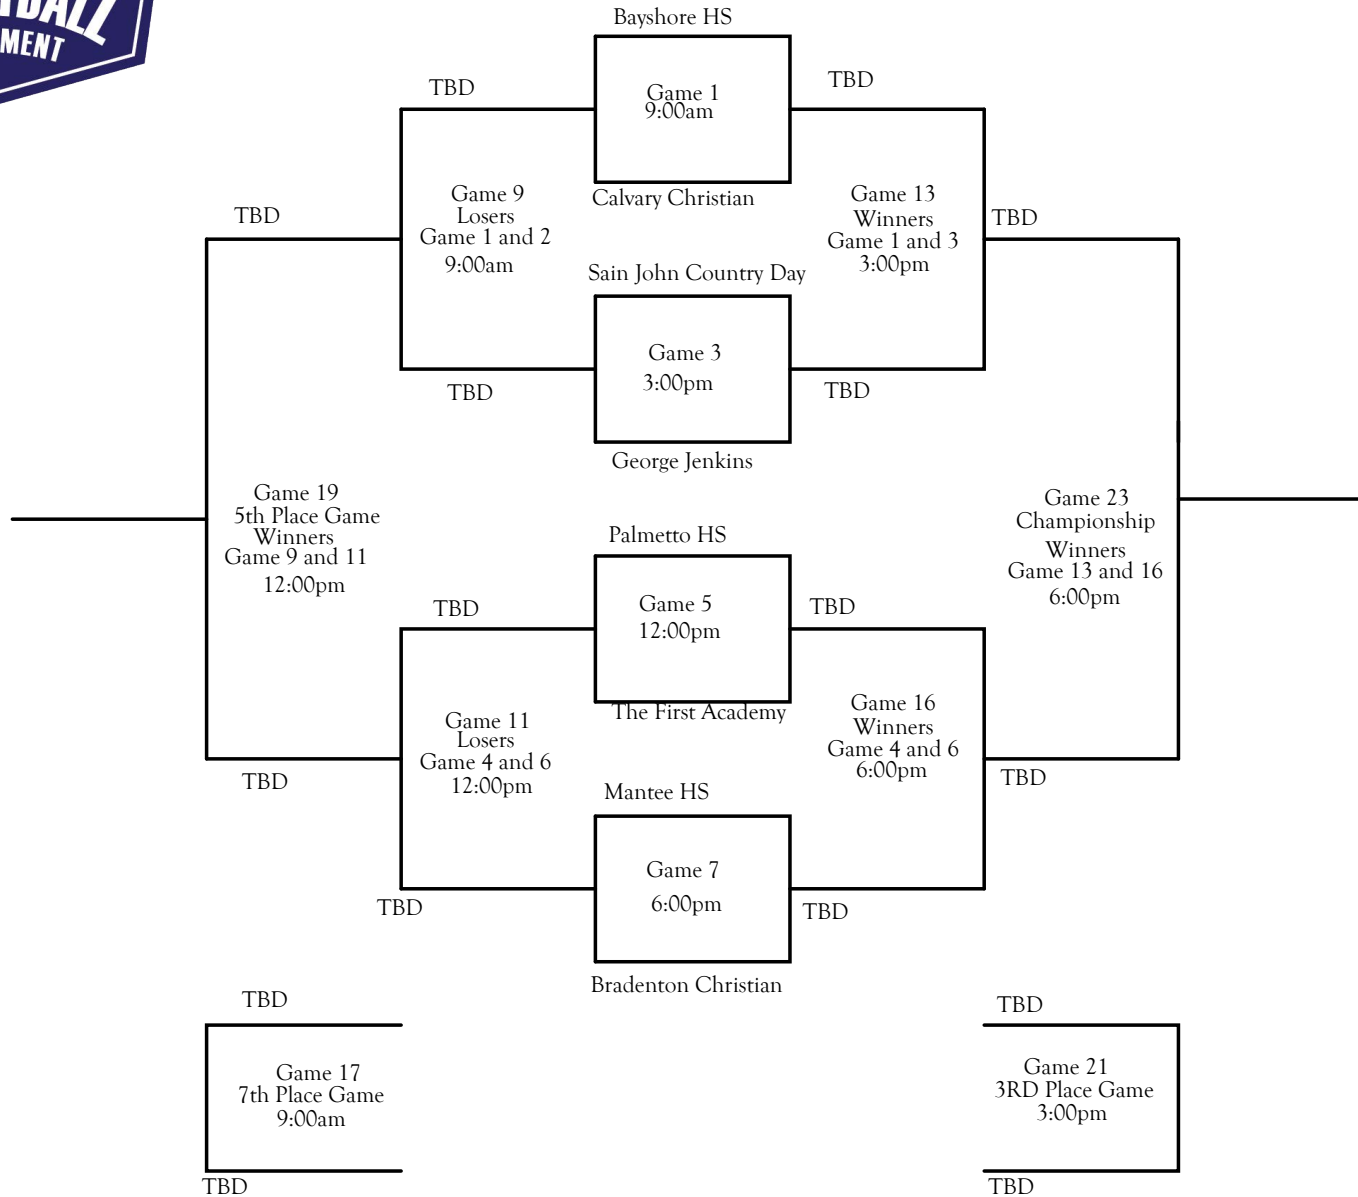 MENT
Bayshore HS
TBD
TBD
Game 1
9:00am
Calvary Christian
Game 9
Losers
Game 1 and 2
9:00am
Game 13
Winners
Game 1 and 3
3:00pm
TBD
TBD
Sain John Country Day
Game 3
3:00pm
TBD
TBD
George Jenkins
Game 19
5th Place Game
Winners
Game 9 and 11
12:00pm
Game 23
Championship
Winners
Game 13 and 16
6:00pm
Palmetto HS
TBD
TBD
Game 5
12:00pm
The First Academy
Game 11
Losers
Game 4 and 6
12:00pm
Game 16
Winners
Game 4 and 6
6:00pm
TBD
TBD
Mantee HS
Game 7
6:00pm
TBD
TBD
Bradenton Christian
TBD
Game 17
7th Place Game
9:00am
TBD
TBD
Game 21
3RD Place Game
3:00pm
TBD